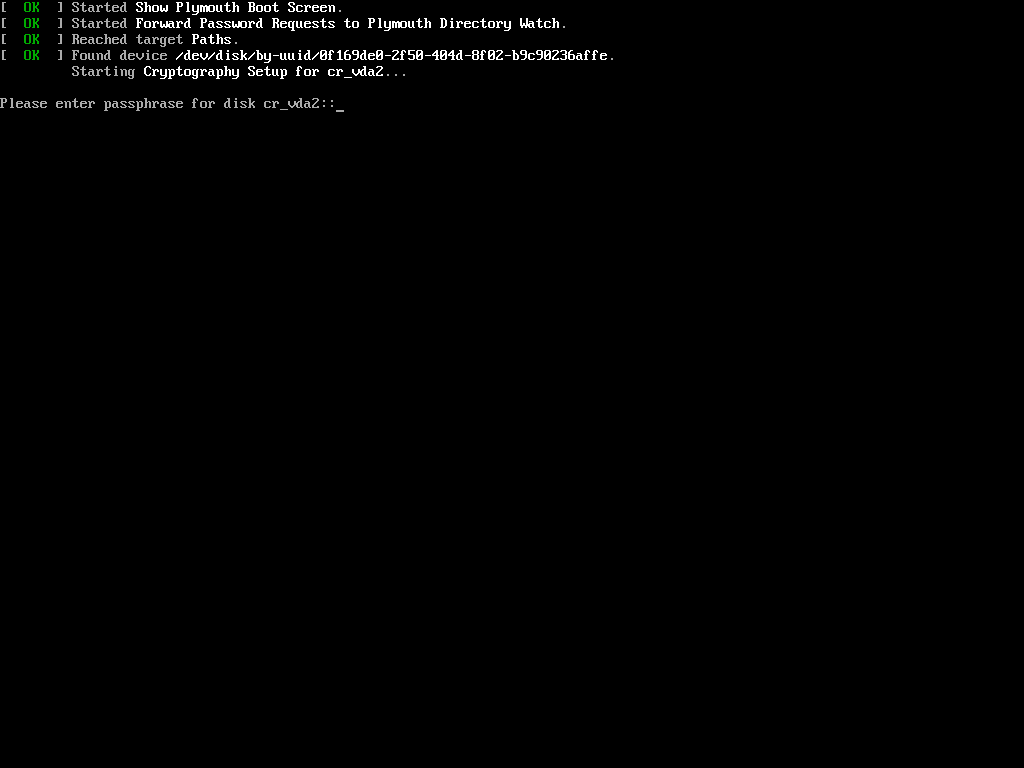 [  OK  ] Started Show Plymouth Boot Screen.
[  OK  ] Started Forward Password Requests to Plymouth Directory Watch.
[  OK  ] Reached target Paths.
[  OK  ] Found device /dev/disk/by-uuid/0f169de0-2f50-404d-8f02-b9c90236affe.
         Starting Cryptography Setup for cr_vda2...
Please enter passphrase for disk cr_vda2::_